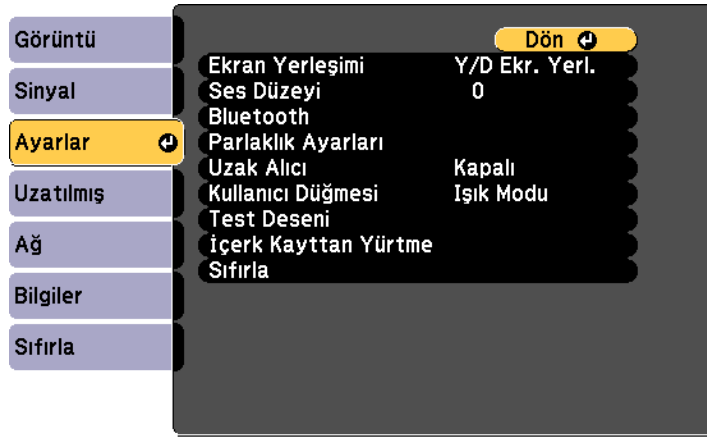 Görüntü
Sinyal
Ayarlar
Uzatılmış
Ağ
Bilgiler
Sıfırla
Dön
Ekran Yerleşimi Y/D Ekr. Yerl.
Ses Düzeyi 0
Bluetooth
Parlaklık Ayarları
Uzak Alıcı Kapalı
Kullanıcı Düğmesi Işık Modu
Test Deseni
İçerk Kayttan Yürtme
Sıfırla